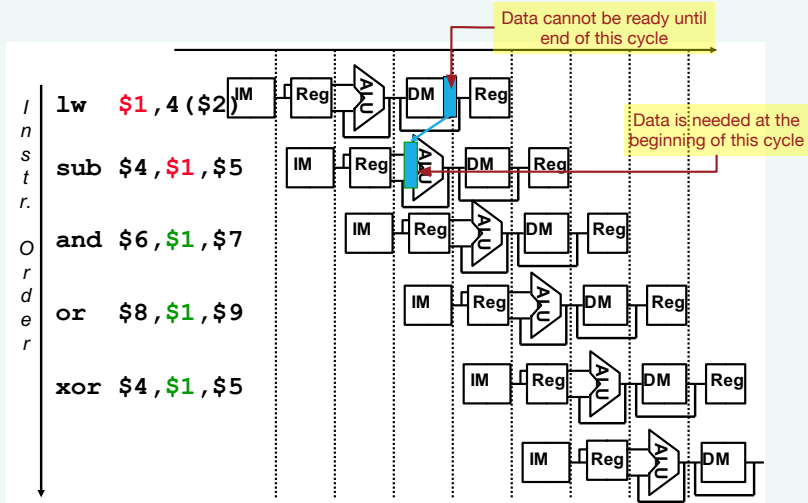 Data cannot be ready until
end of this cycle
Instr. Order
lw $1,4($2) IM Reg ALU DM Reg
Data is needed at the
beginning of this cycle
sub $4,$1,$5 IM Reg ALU DM Reg
and $6,$1,$7 IM Reg ALU DM Reg
or $8,$1,$9 IM Reg ALU DM Reg
xor $4,$1,$5 IM Reg ALU DM Reg
IM Reg ALU DM